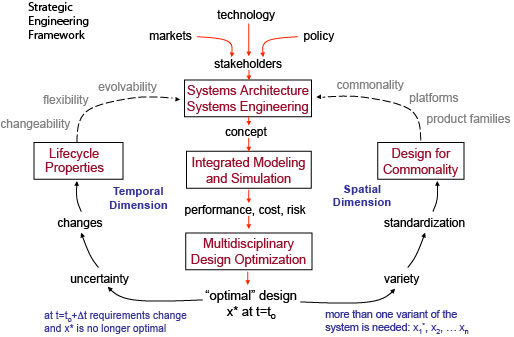 Strategic
Engineering
Framework
technology
markets
policy
stakeholders
Systems Architecture
Systems Engineering
evolvability
flexibility
changeability
commonality
platforms
product families
concept
Lifecycle
Properties
Integrated Modeling
and Simulation
Design for
Commonality
Temporal
Dimension
Spatial
Dimension
performance, cost, risk
changes
standardization
Multidisciplinary
Design Optimization
uncertainty
variety
“optimal” design
x* at t=to
at t=to+Δt requirements change
and x* is no longer optimal
more than one variant of the
system is needed: x1*, x2, … xn